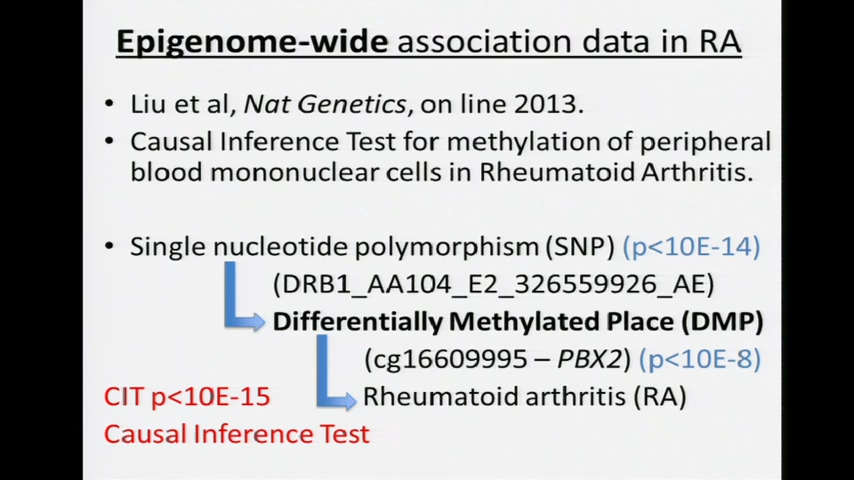 Epigenome-wide association data in RA
• Liu et al, Nat Genetics, on line 2013.
• Causal Inference Test for methylation of peripheral
blood mononuclear cells in Rheumatoid Arthritis.
• Single nucleotide polymorphism (SNP) (p<10E-14)
(DRB1_AA104_E2_326559926_AE)
Differentially Methylated Place (DMP)
(cg16609995 – PBX2) (p<10E-8)
CIT p<10E-15
Rheumatoid arthritis (RA)
Causal Inference Test